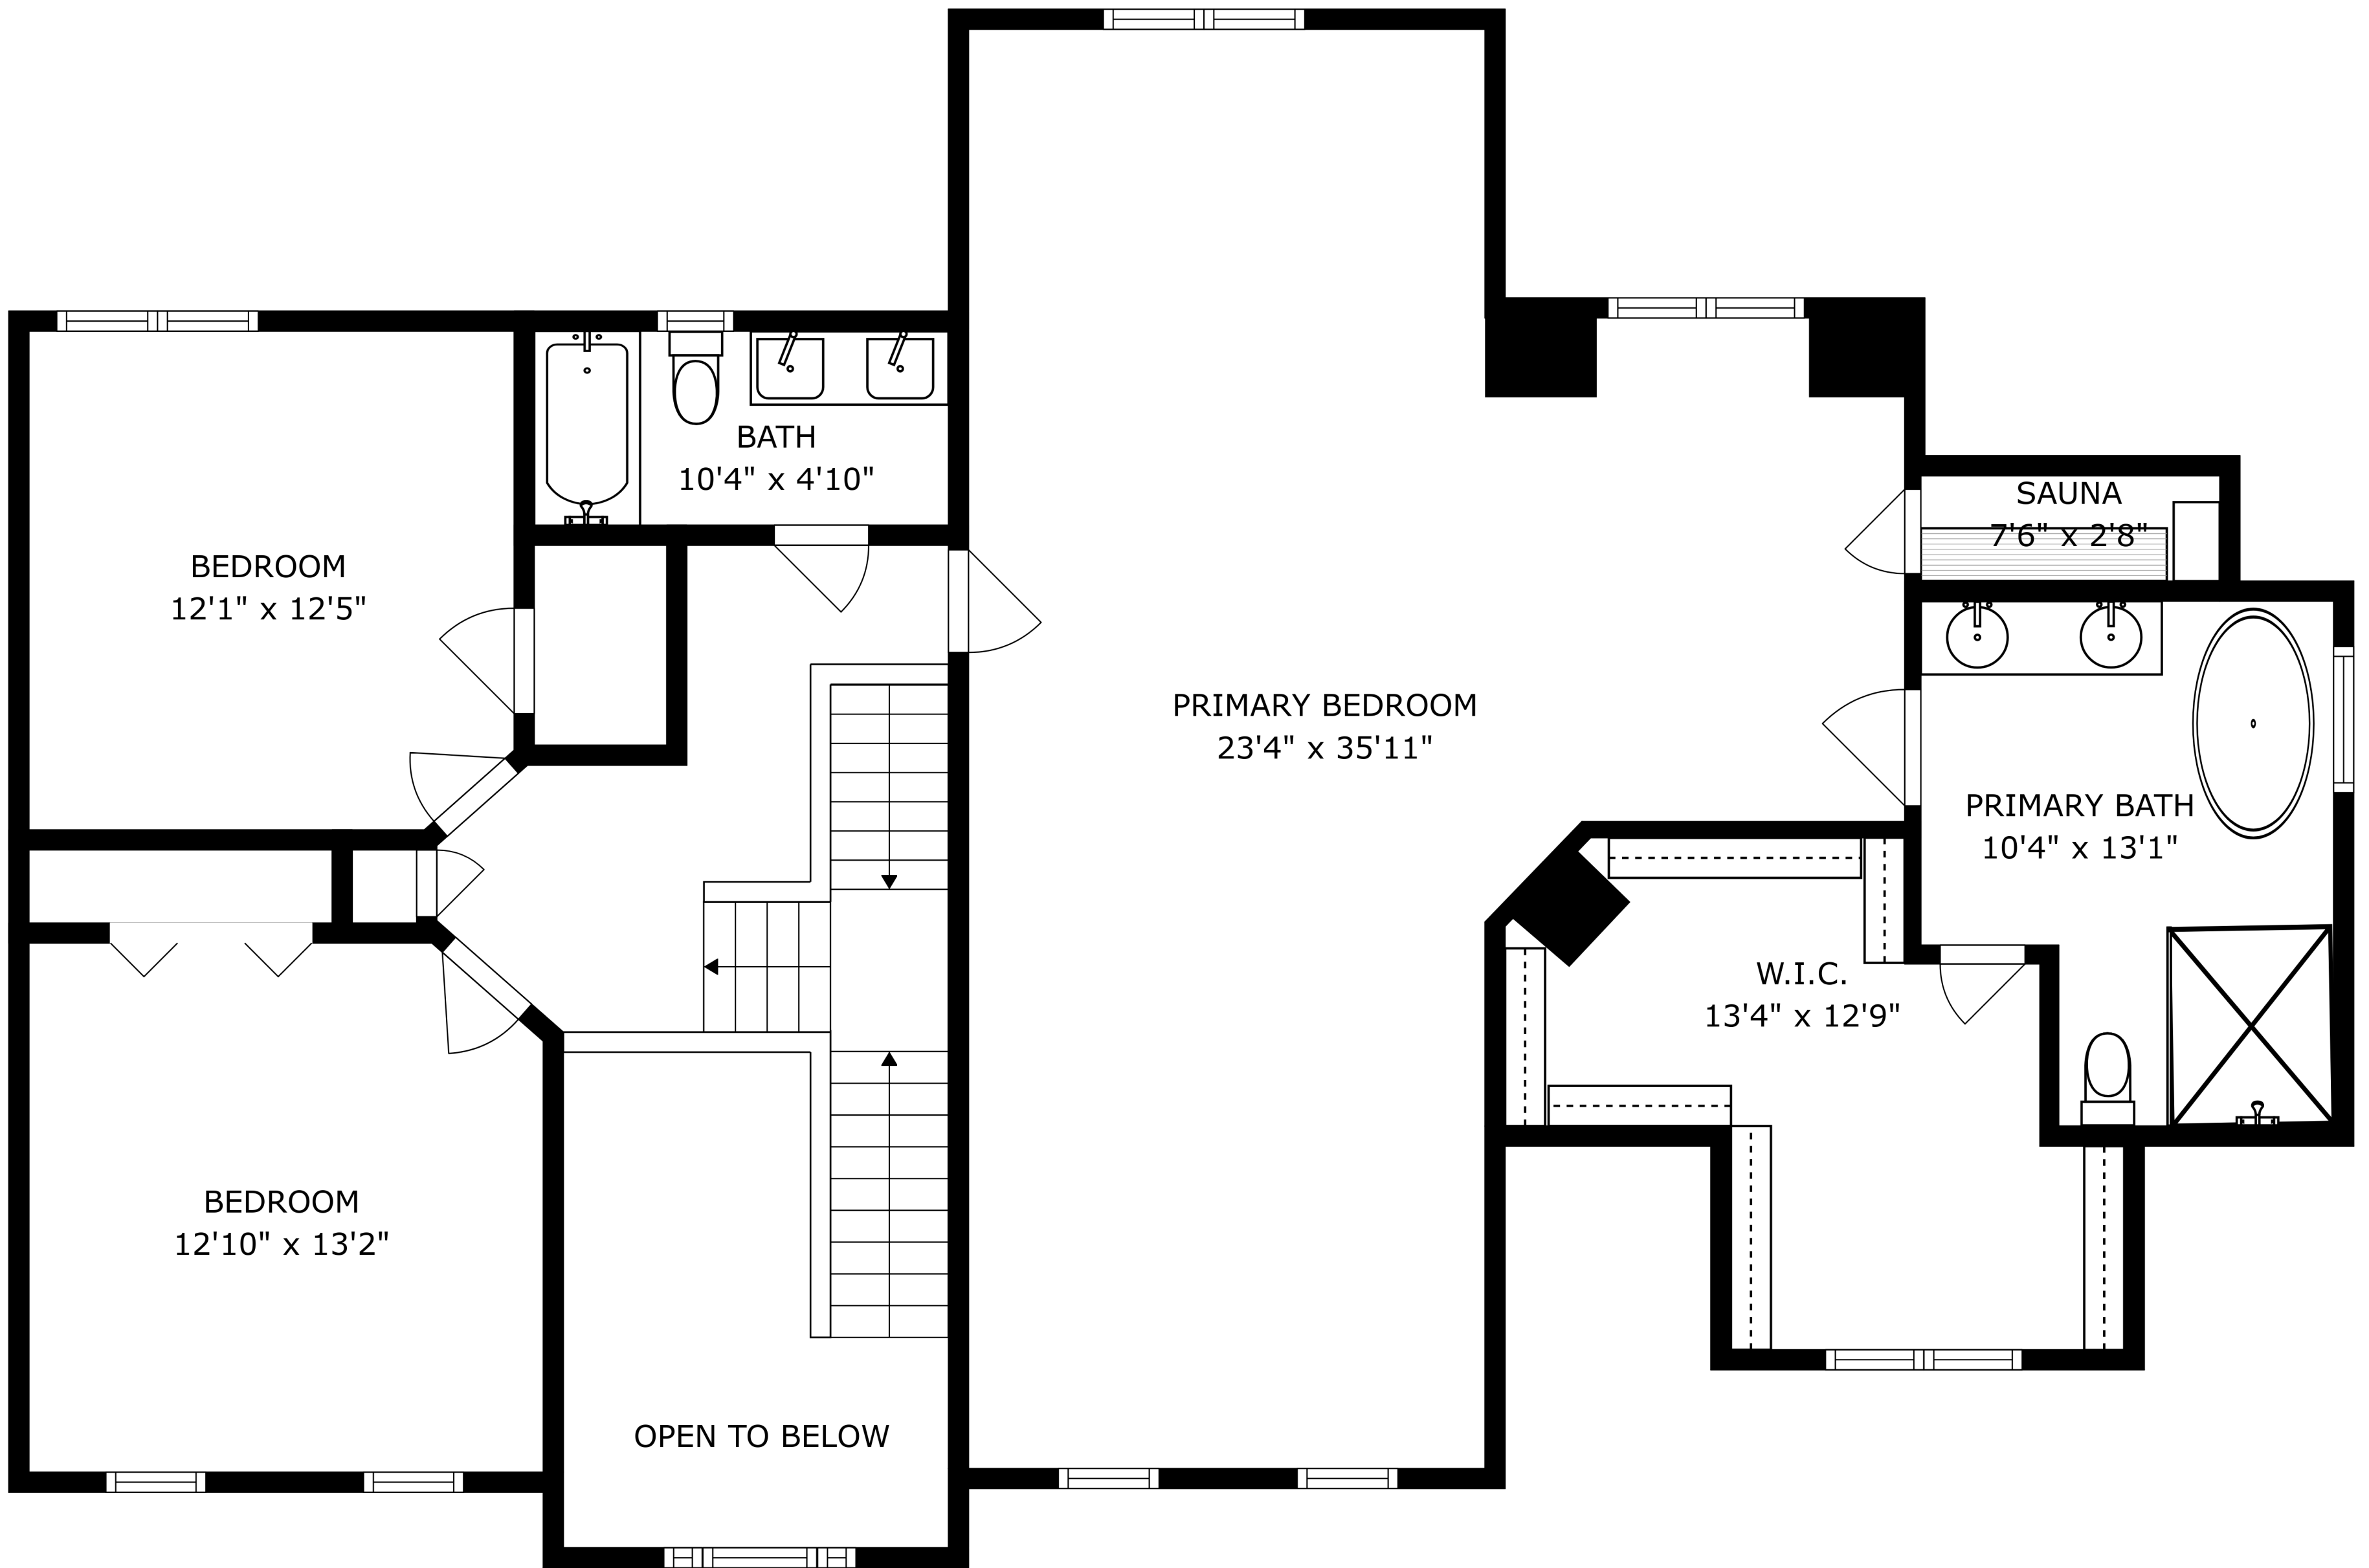 BATH
10'4" x 4'10"
SAUNA
7'6" x 2'8"
BEDROOM
12'1" x 12'5"
PRIMARY BEDROOM
23'4" x 35'11"
PRIMARY BATH
10'4" x 13'1"
W.I.C.
13'4" x 12'9"
BEDROOM
12'10" x 13'2"
OPEN TO BELOW